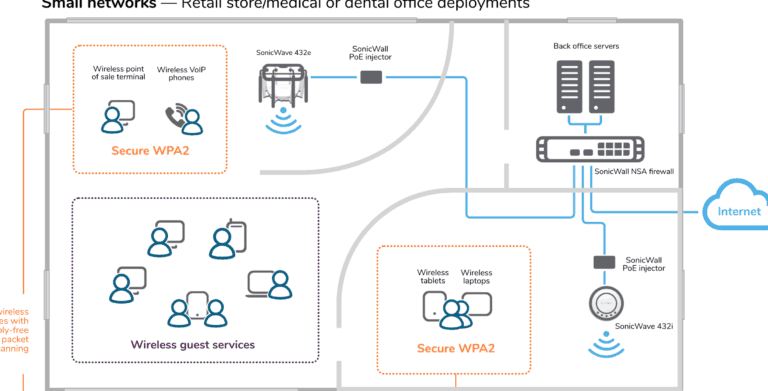 Small networks — Retail store/medical or dental office deployments
SonicWave 432e
SonicWall
PoE injector
Back office servers
Wireless point
of sale terminal
Wireless VoIP
phones
Secure WPA2
SonicWall NSA firewall
Internet
Wireless guest services
Wireless
tablets
Wireless
laptops
Secure WPA2
SonicWall
PoE injector
SonicWave 432i
wireless
es with
bly-free
packet
anning